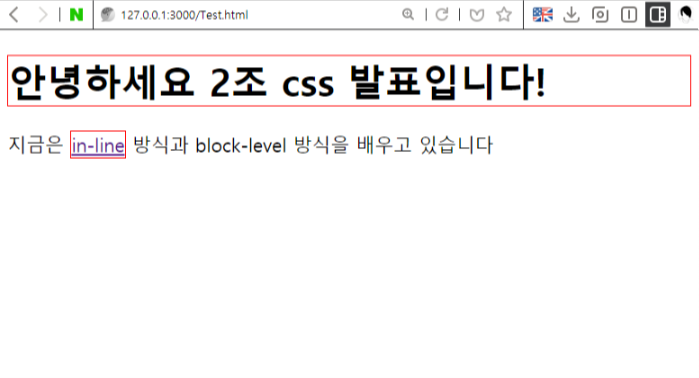 N 127.0.0.1:3000/Test.html
안녕하세요 2조 css 발표입니다!
지금은 in-line 방식과 block-level 방식을 배우고 있습니다